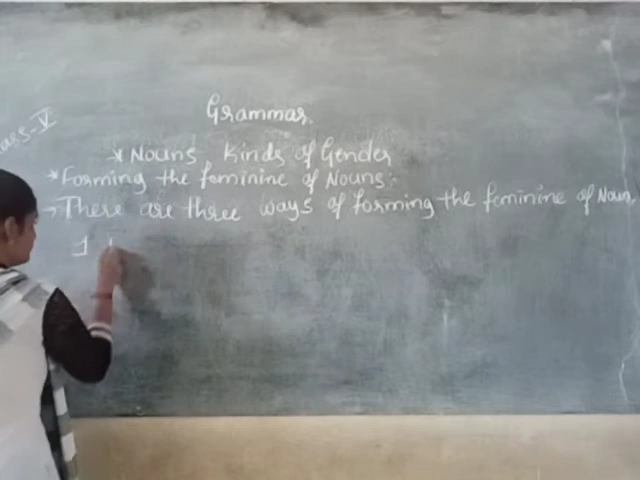 Class-V
Grammar
* Nouns Kinds of Gender
* Forming the feminine of Nouns:
→ There are three ways of forming the feminine of Noun.
1